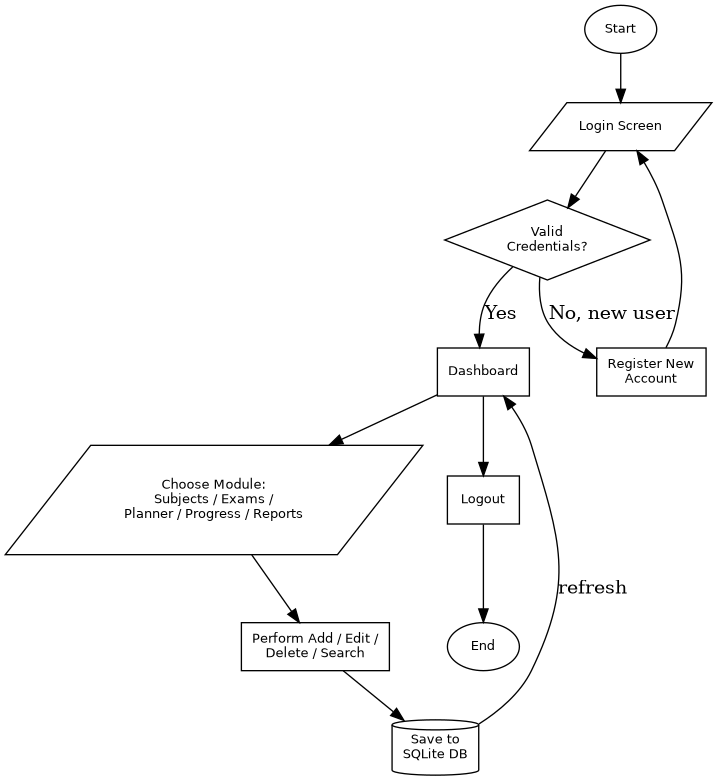 Start
Login Screen
Valid
Credentials?
Yes
No, new user
Dashboard
Register New
Account
Choose Module:
Subjects / Exams /
Planner / Progress / Reports
Logout
refresh
Perform Add / Edit /
Delete / Search
End
Save to
SQLite DB